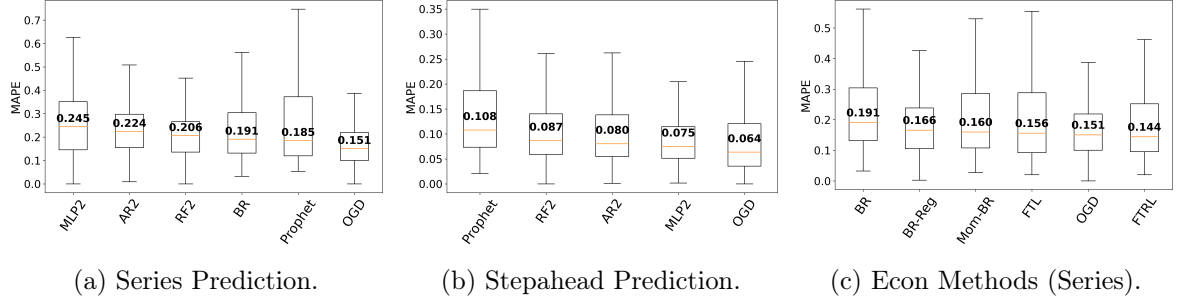 MAPE
0.7
0.6
0.5
0.4
0.3
0.2
0.1
0.0
0.245
0.224
0.206
0.191
0.185
0.151
MLP2
AR2
RF2
BR
Prophet
OGD
(a) Series Prediction.
MAPE
0.35
0.30
0.25
0.20
0.15
0.10
0.05
0.00
0.108
0.087
0.080
0.075
0.064
Prophet
RF2
AR2
MLP2
OGD
(b) Stepahead Prediction.
MAPE
0.5
0.4
0.3
0.2
0.1
0.0
0.191
0.166
0.160
0.156
0.151
0.144
BR
BR-Reg
Mom-BR
FTL
OGD
FTRL
(c) Econ Methods (Series).